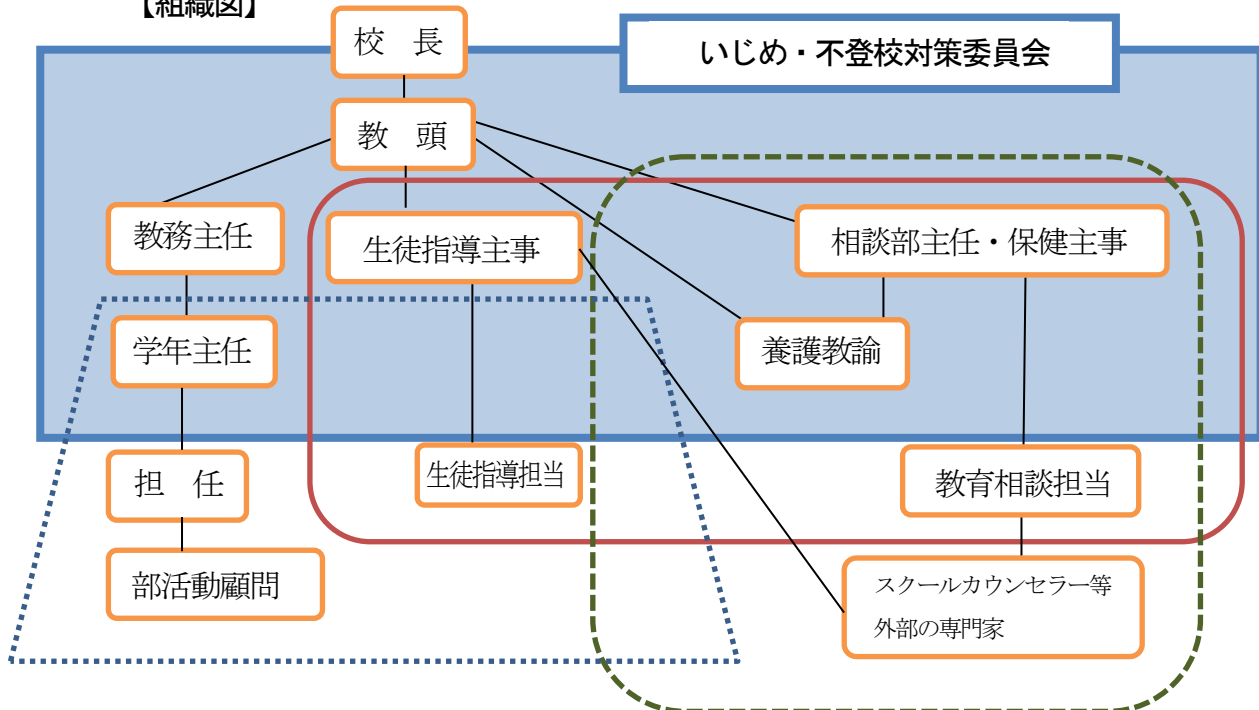 【組織図】
校　長
いじめ・不登校対策委員会
教　頭
教務主任
生徒指導主事
相談部主任・保健主事
学年主任
養護教諭
担　任
生徒指導担当
教育相談担当
部活動顧問
スクールカウンセラー等
外部の専門家